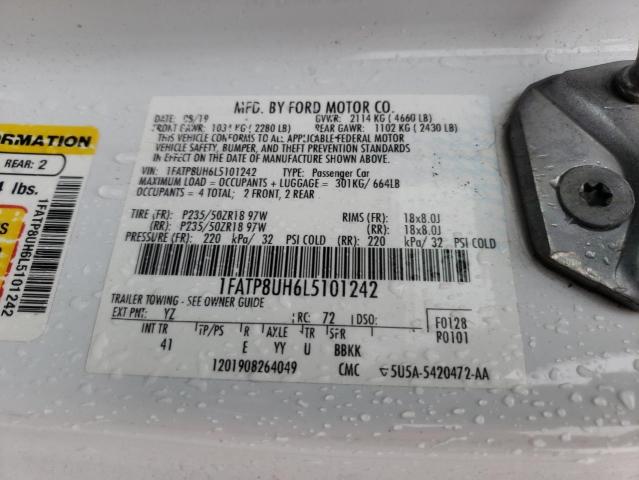 MFD. BY FORD MOTOR CO.
DATE: 08/19 GVWR: 2114 KG ( 4660 LB)
FRONT GAWR: 1034 KG ( 2280 LB) REAR GAWR: 1102 KG ( 2430 LB)
THIS VEHICLE CONFORMS TO ALL APPLICABLE FEDERAL MOTOR
VEHICLE SAFETY, BUMPER, AND THEFT PREVENTION STANDARDS
IN EFFECT ON THE DATE OF MANUFACTURE SHOWN ABOVE.
VIN: 1FATP8UH6L5101242 TYPE: Passenger Car
MAXIMUM LOAD = OCCUPANTS + LUGGAGE = 301KG/ 664LB
OCCUPANTS = 4 TOTAL; 2 FRONT, 2 REAR
TIRE (FR): P235/50ZR18 97W RIMS (FR): 18x8.0J
(RR): P235/50ZR18 97W (RR): 18x8.0J
PRESSURE (FR): 220 kPa/ 32 PSI COLD (RR): 220 kPa/ 32 PSI COLD
1FATP8UH6L5101242
TRAILER TOWING - SEE OWNER GUIDE
EXT PNT: YZ RC: 72 DSO: F0128
INT TR TP/PS R AXLE TR SPR R0101
41 E YY U BBKK
1201908264049 CMC 5U5A-5420472-AA
ORMATION
REAR: 2
lbs.
1FATP8UH6L5101242